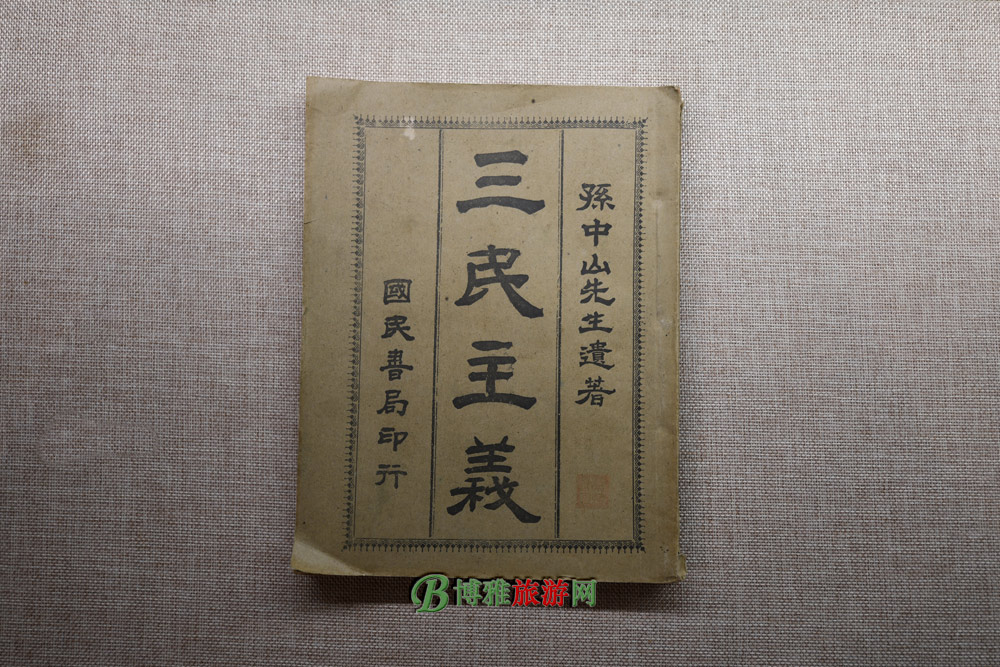 孫中山先生遺著
三民主義
國民書局印行
B博雅旅游网